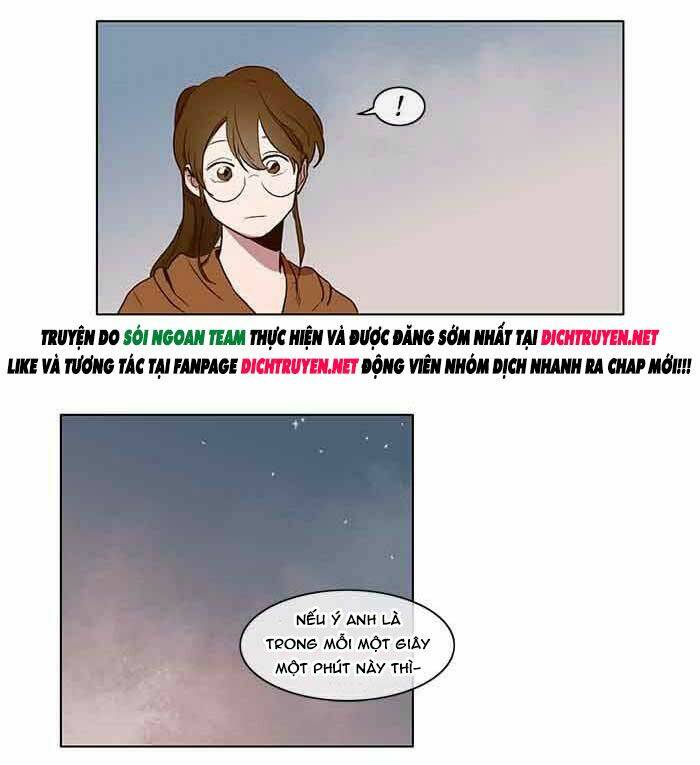 !
TRUYỆN DO SÓI NGOAN TEAM THỰC HIỆN VÀ ĐƯỢC ĐĂNG SỚM NHẤT TẠI DICHTRUYEN.NET
LIKE VÀ TƯƠNG TÁC TẠI FANPAGE DICHTRUYEN.NET ĐỘNG VIÊN NHÓM DỊCH NHANH RA CHAP MỚI!!!
NẾU Ý ANH LÀ
TRONG MỖI MỘT GIÂY
MỘT PHÚT NÀY THÌ-